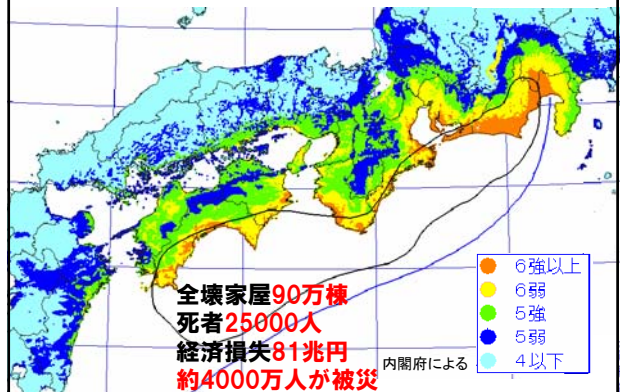 全壊家屋90万棟
死者25000人
経済損失81兆円
約4000万人が被災
内閣府による
6強以上
6弱
5強
5弱
4以下